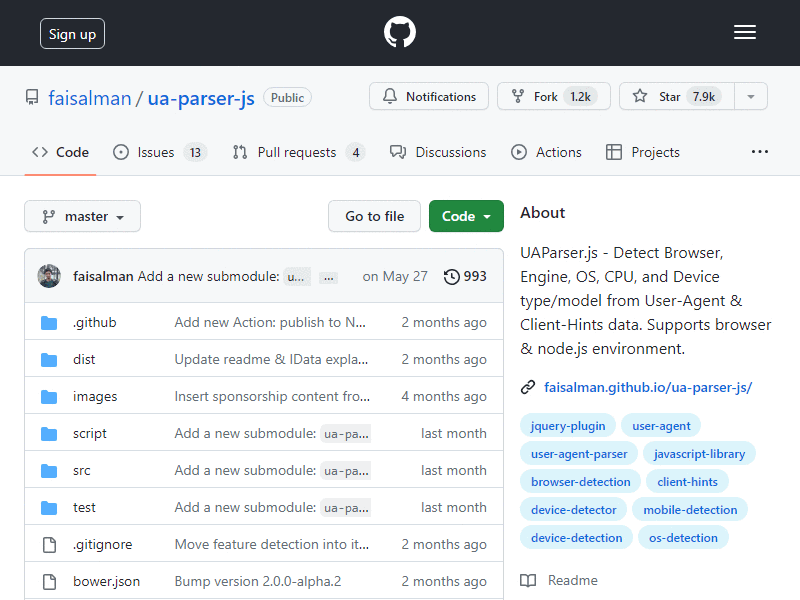 Sign up
faisalman / ua-parser-js Public
Notifications Fork 1.2k Star 7.9k
Code Issues 13 Pull requests 4 Discussions Actions Projects
master Go to file Code
faisalman Add a new submodule: u... ... on May 27 993
.github Add new Action: publish to N... 2 months ago
dist Update readme & IData expla... 2 months ago
images Insert sponsorship content fro... 4 months ago
script Add a new submodule: ua-pa... last month
src Add a new submodule: ua-pa... last month
test Add a new submodule: ua-pa... last month
.gitignore Move feature detection into it... 2 months ago
bower.json Bump version 2.0.0-alpha.2 2 months ago
About
UAParser.js - Detect Browser,
Engine, OS, CPU, and Device
type/model from User-Agent &
Client-Hints data. Supports browser
& node.js environment.
faisalman.github.io/ua-parser-js/
jquery-plugin user-agent
user-agent-parser javascript-library
browser-detection client-hints
device-detector mobile-detection
device-detection os-detection
Readme